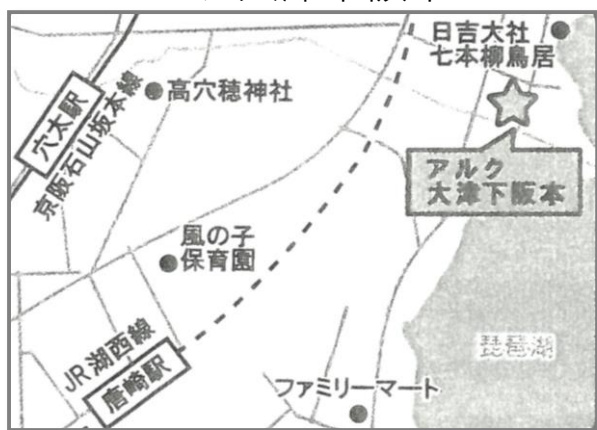 日吉大社
七本柳鳥居
穴太駅
京阪石山坂本線
高穴穂神社
アルク
大津下阪本
風の子
保育園
JR湖西線
唐崎駅
琵琶湖
ファミリーマート